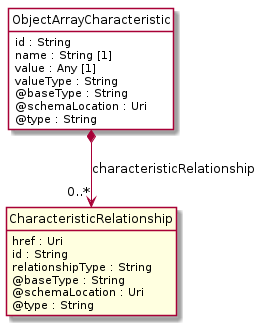 ObjectArrayCharacteristic
id : String
name : String [1]
value : Any [1]
valueType : String
@baseType : String
@schemaLocation : Uri
@type : String
characteristicRelationship
0..*
CharacteristicRelationship
href : Uri
id : String
relationshipType : String
@baseType : String
@schemaLocation : Uri
@type : String